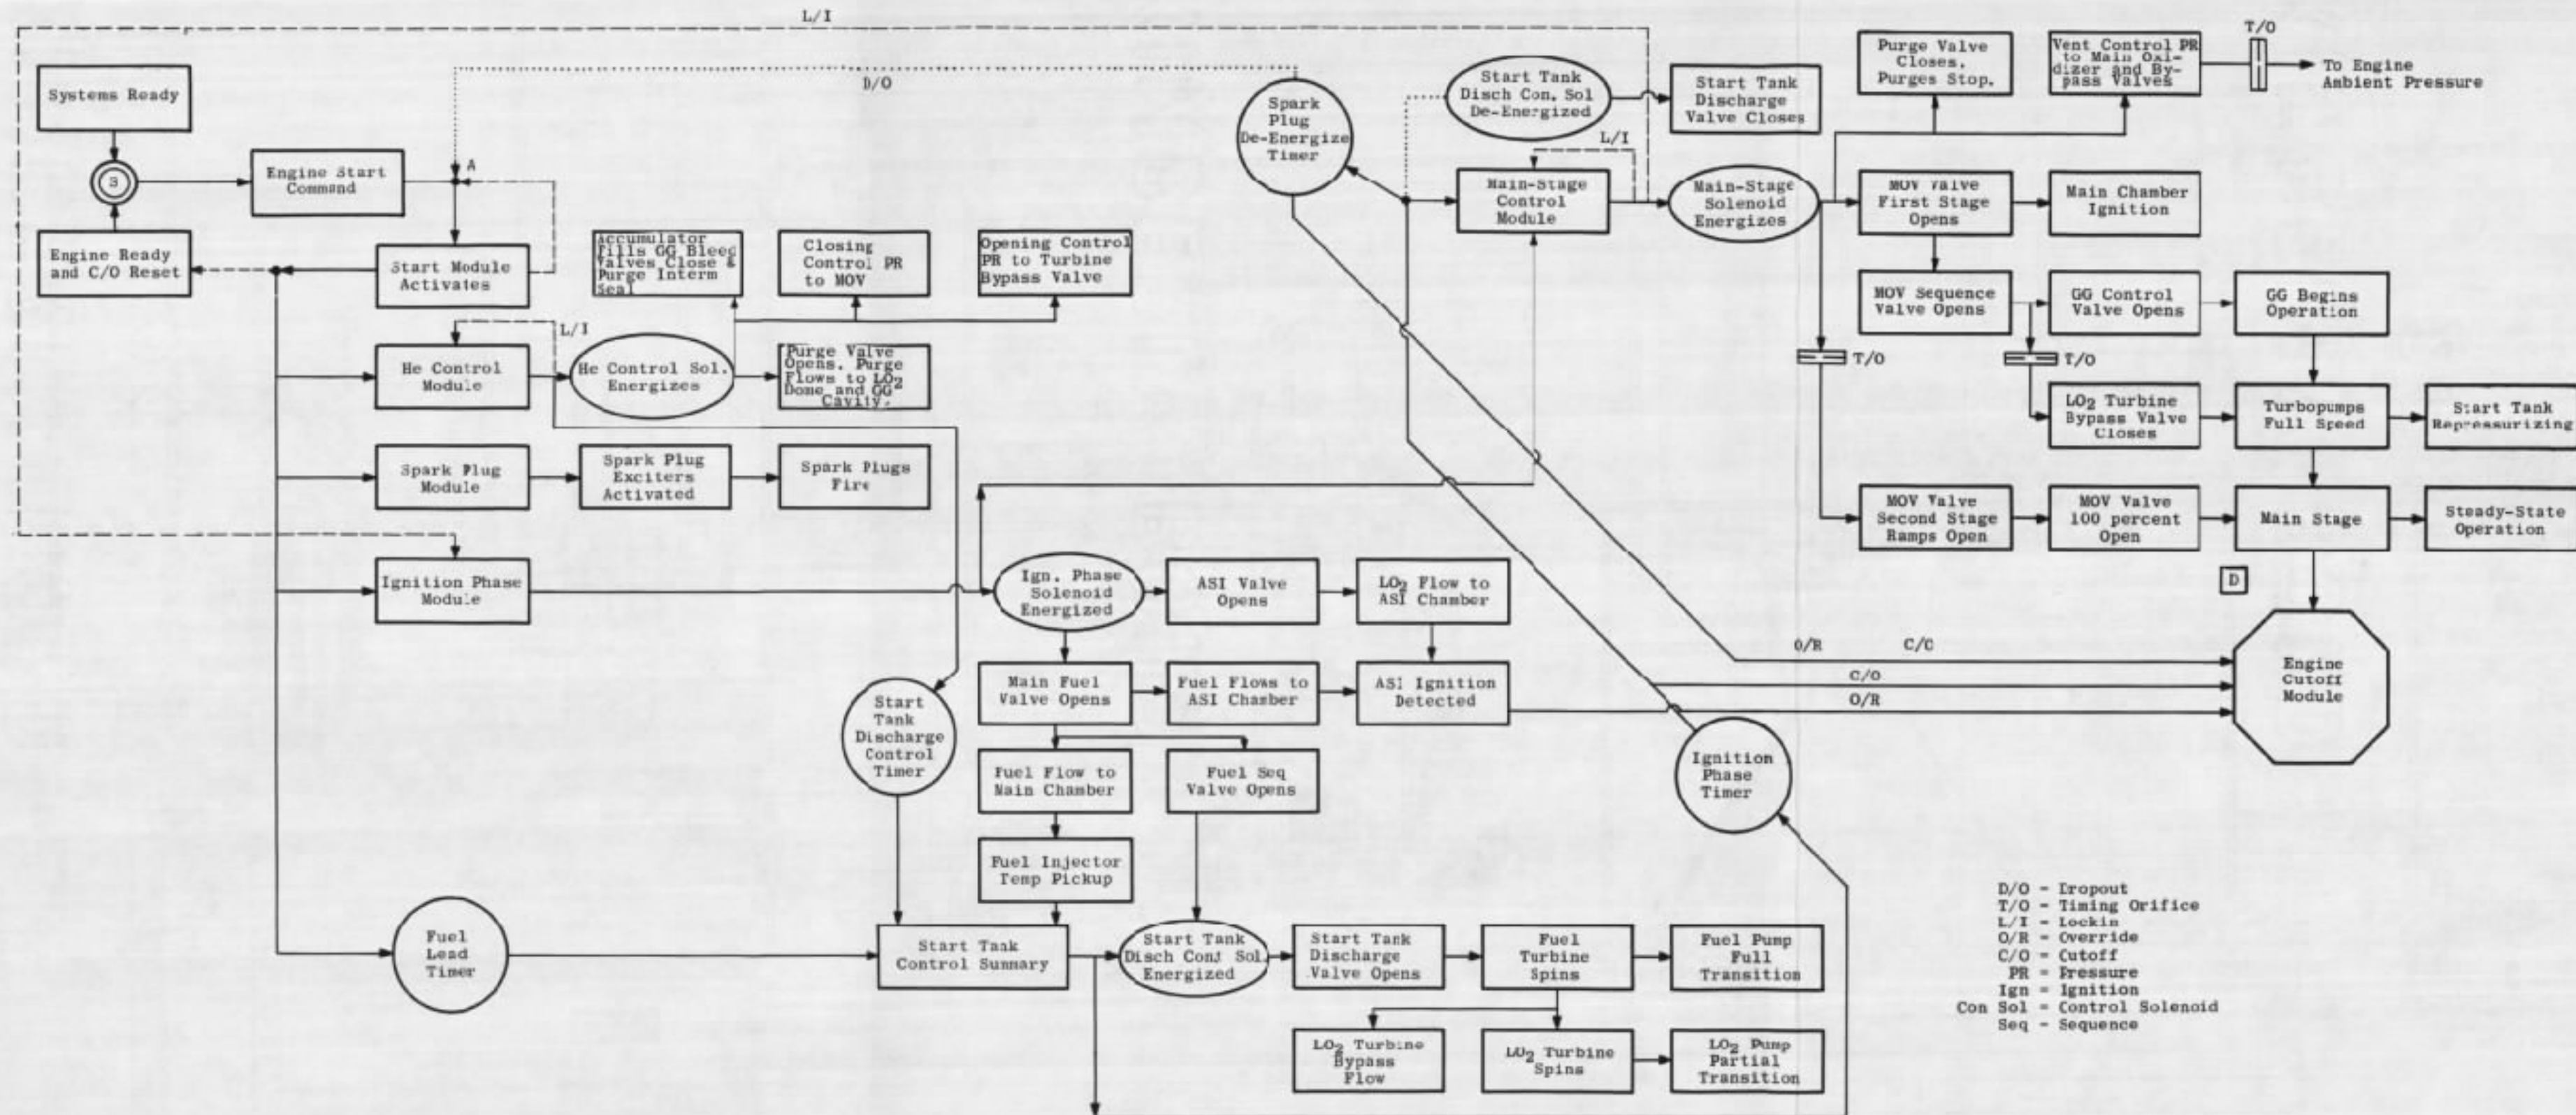 L/I
D/O
Systems Ready
3
Engine Start
Command
A
Engine Ready
and C/O Reset
Start Module
Activates
Accumulator
Fills GG Bleed
Valves Close &
Purge Interm
Seal
Closing
Control PR
to MOV
Opening Control
PR to Turbine
Bypass Valve
He Control
Module
L/I
He Control Sol.
Energizes
Purge Valve
Opens. Purge
Flows to LO2
Dome and GG
Cavity.
Spark Plug
Module
Spark Plug
Exciters
Activated
Spark Plugs
Fire
Ignition Phase
Module
Ign. Phase
Solenoid
Energized
ASI Valve
Opens
LO2 Flow to
ASI Chamber
Main Fuel
Valve Opens
Fuel Flows to
ASI Chamber
ASI Ignition
Detected
Start
Tank
Discharge
Control
Timer
Fuel Flow to
Main Chamber
Fuel Seq
Valve Opens
Fuel Injector
Temp Pickup
Fuel
Lead
Timer
Start Tank
Control Summary
Start Tank
Disch Con. Sol.
Energized
Start Tank
Discharge
Valve Opens
Fuel
Turbine
Spins
Fuel Pump
Full
Transition
LO2 Turbine
Bypass
Flow
LO2 Turbine
Spins
LO2 Pump
Partial
Transition
Spark
Plug
De-Energize
Timer
Start Tank
Disch Con. Sol
De-Energized
Start Tank
Discharge
Valve Closes
L/I
Main-Stage
Control
Module
Main-Stage
Solenoid
Energizes
Purge Valve
Closes.
Purges Stop.
Vent Control PR
to Main Oxi-
dizer and By-
pass Valves
T/O
To Engine
Ambient Pressure
MOV Valve
First Stage
Opens
Main Chamber
Ignition
MOV Sequence
Valve Opens
GG Control
Valve Opens
GG Begins
Operation
T/O
T/O
LO2 Turbine
Bypass Valve
Closes
Turbopumps
Full Speed
Start Tank
Repressurizing
MOV Valve
Second Stage
Ramps Open
MOV Valve
100 percent
Open
Main Stage
Steady-State
Operation
D
O/R
C/C
C/O
O/R
Engine
Cutoff
Module
Ignition
Phase
Timer
D/O = Dropout
T/O = Timing Orifice
L/I = Lockin
O/R = Override
C/O = Cutoff
PR = Pressure
Ign = Ignition
Con Sol = Control Solenoid
Seq = Sequence